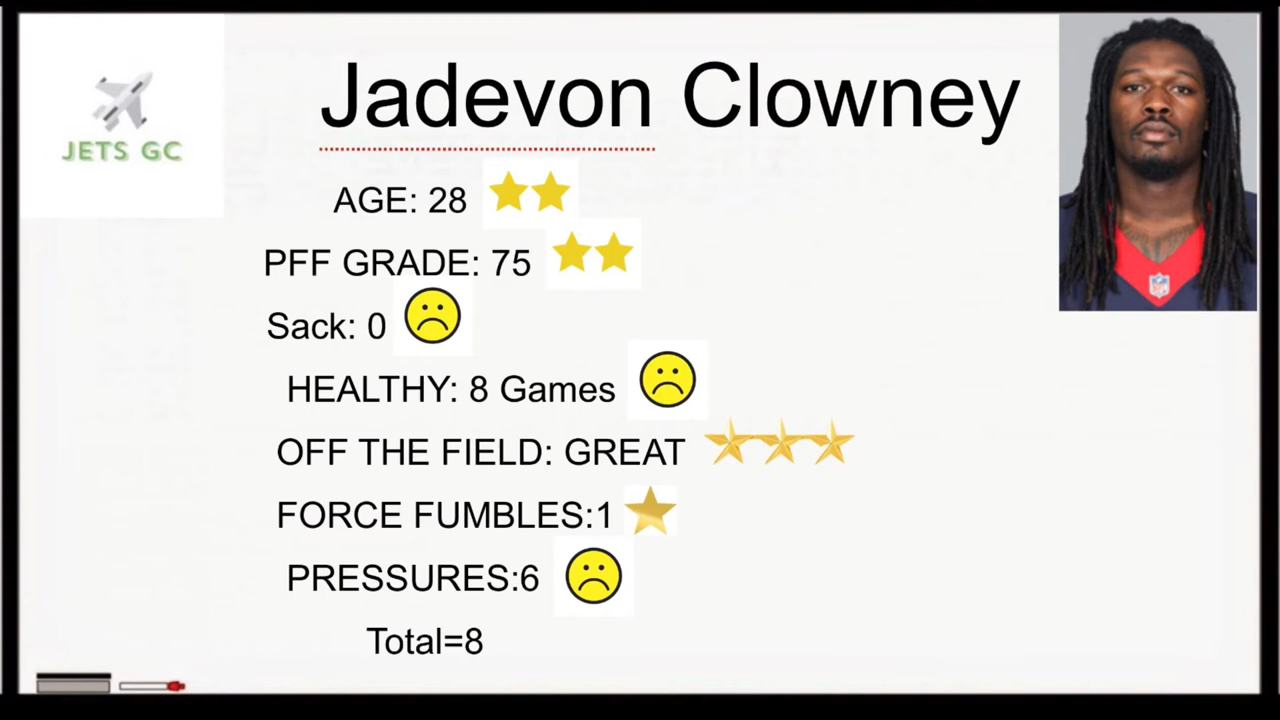 JETS GC
Jadevon Clowney
AGE: 28
PFF GRADE: 75
Sack: 0
HEALTHY: 8 Games
OFF THE FIELD: GREAT
FORCE FUMBLES:1
PRESSURES:6
Total=8